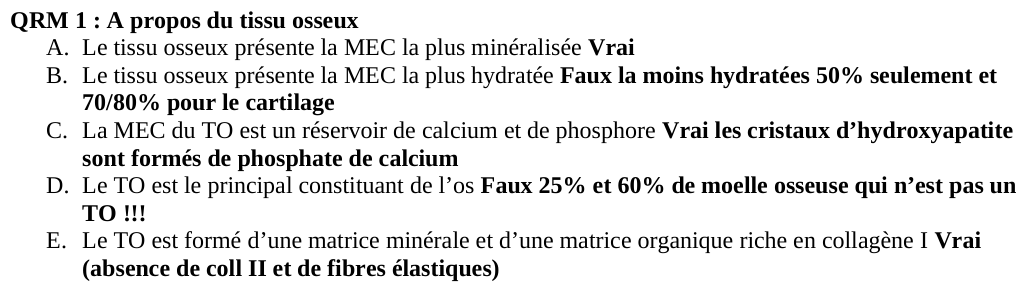 QRM 1 : A propos du tissu osseux
A. Le tissu osseux présente la MEC la plus minéralisée Vrai
B. Le tissu osseux présente la MEC la plus hydratée Faux la moins hydratées 50% seulement et
70/80% pour le cartilage
C. La MEC du TO est un réservoir de calcium et de phosphore Vrai les cristaux d’hydroxyapatite
sont formés de phosphate de calcium
D. Le TO est le principal constituant de l’os Faux 25% et 60% de moelle osseuse qui n’est pas un
TO !!!
E. Le TO est formé d’une matrice minérale et d’une matrice organique riche en collagène I Vrai
(absence de coll II et de fibres élastiques)